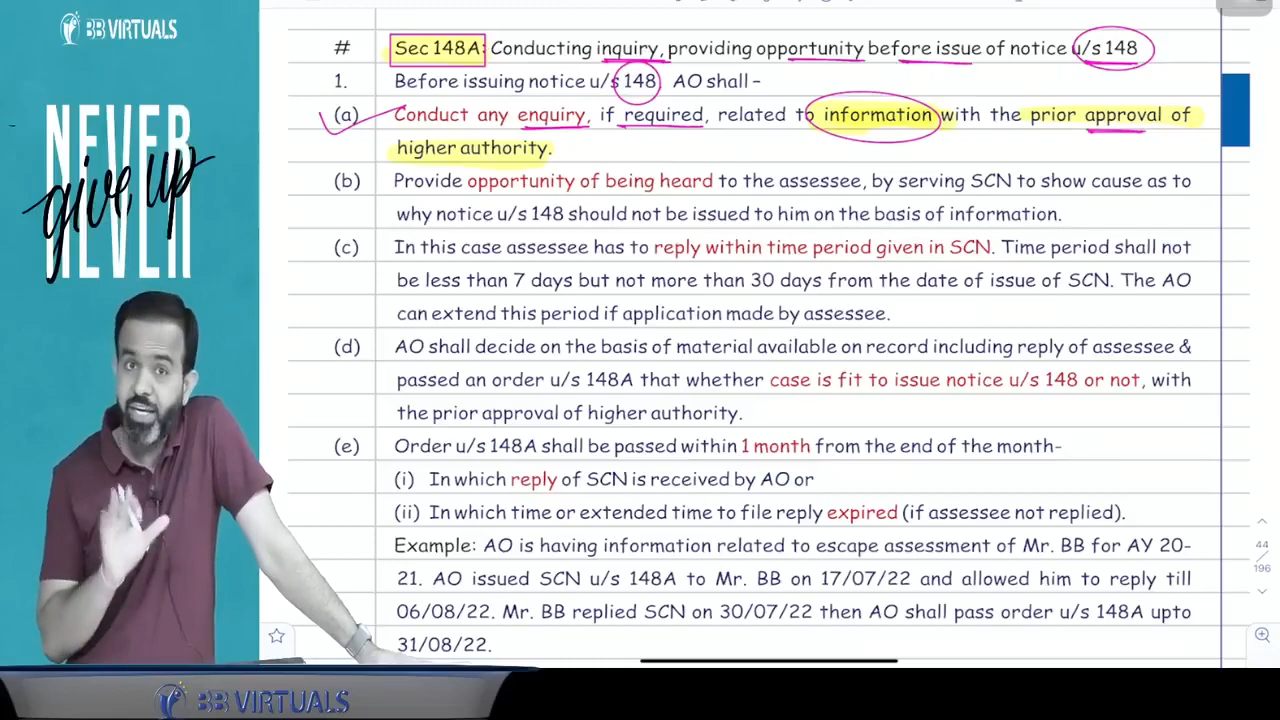 BB VIRTUALS
NEVER
give up
NEVER
# Sec 148A: Conducting inquiry, providing opportunity before issue of notice u/s 148
1. Before issuing notice u/s 148, AO shall –
(a) Conduct any enquiry, if required, related to information with the prior approval of
higher authority.
(b) Provide opportunity of being heard to the assessee, by serving SCN to show cause as to
why notice u/s 148 should not be issued to him on the basis of information.
(c) In this case assessee has to reply within time period given in SCN. Time period shall not
be less than 7 days but not more than 30 days from the date of issue of SCN. The AO
can extend this period if application made by assessee.
(d) AO shall decide on the basis of material available on record including reply of assessee &
passed an order u/s 148A that whether case is fit to issue notice u/s 148 or not, with
the prior approval of higher authority.
(e) Order u/s 148A shall be passed within 1 month from the end of the month-
(i) In which reply of SCN is received by AO or
(ii) In which time or extended time to file reply expired (if assessee not replied).
Example: AO is having information related to escape assessment of Mr. BB for AY 20-
21. AO issued SCN u/s 148A to Mr. BB on 17/07/22 and allowed him to reply till
06/08/22. Mr. BB replied SCN on 30/07/22 then AO shall pass order u/s 148A upto
31/08/22.
44
196
BB VIRTUALS